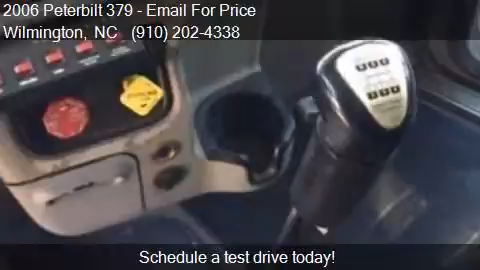 2006 Peterbilt 379 - Email For Price
Wilmington, NC (910) 202-4338
Schedule a test drive today!